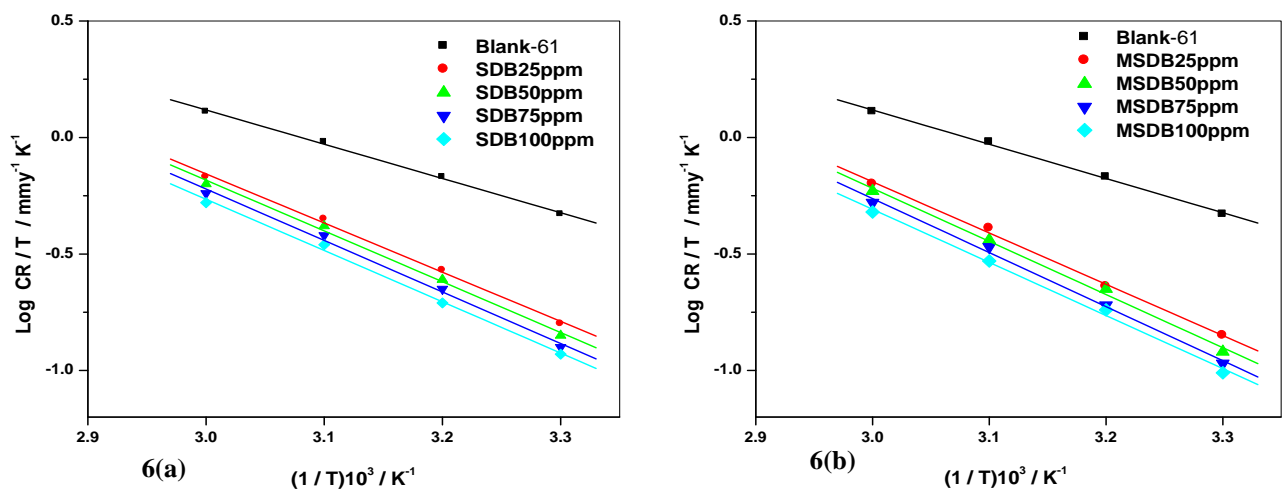 0.5
0.0
-0.5
-1.0
Log CR / T / mmy⁻¹ K⁻¹
Blank-61
SDB25ppm
SDB50ppm
SDB75ppm
SDB100ppm
2.9 3.0 3.1 3.2 3.3
6(a)
(1 / T)10³ / K⁻¹
0.5
0.0
-0.5
-1.0
Log CR / T / mmy⁻¹ K⁻¹
Blank-61
MSDB25ppm
MSDB50ppm
MSDB75ppm
MSDB100ppm
2.9 3.0 3.1 3.2 3.3
6(b)
(1 / T)10³ / K⁻¹